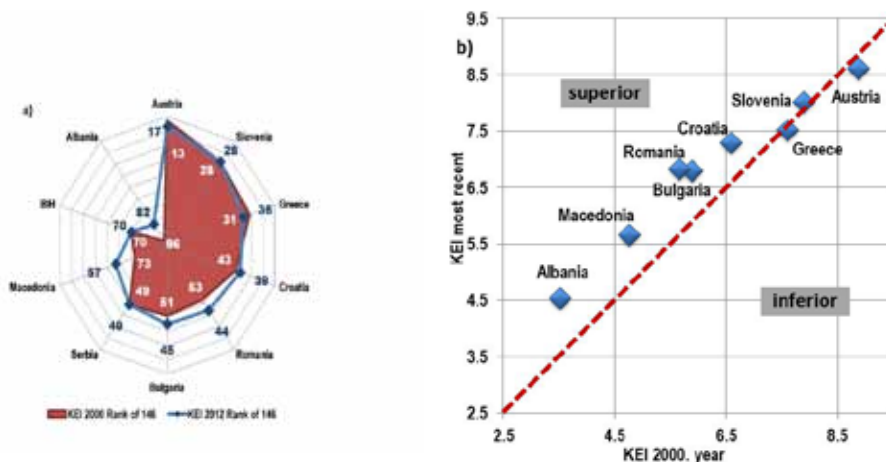 a)
Austria
Albania
17
13
Slovenia
28
28
BIH
82
Greece
36
31
70
70
96
Macedonia
57
73
43
39
Croatia
49
53
51
44
Serbia
Romania
45
Bulgaria
KEI 2000 Rank of 146
KEI 2012 Rank of 146
b)
9.5
8.5
7.5
6.5
5.5
4.5
3.5
2.5
KEI most recent
superior
Slovenia
Austria
Croatia
Greece
Romania
Bulgaria
Macedonia
Albania
inferior
2.5
4.5
6.5
8.5
KEI 2000. year